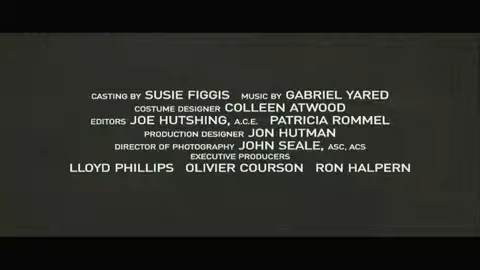 CASTING BY SUSIE FIGGIS MUSIC BY GABRIEL YARED
COSTUME DESIGNER COLLEEN ATWOOD
EDITORS JOE HUTSHING, A.C.E. PATRICIA ROMMEL
PRODUCTION DESIGNER JON HUTMAN
DIRECTOR OF PHOTOGRAPHY JOHN SEALE, ASC, ACS
EXECUTIVE PRODUCERS
LLOYD PHILLIPS OLIVIER COURSON RON HALPERN